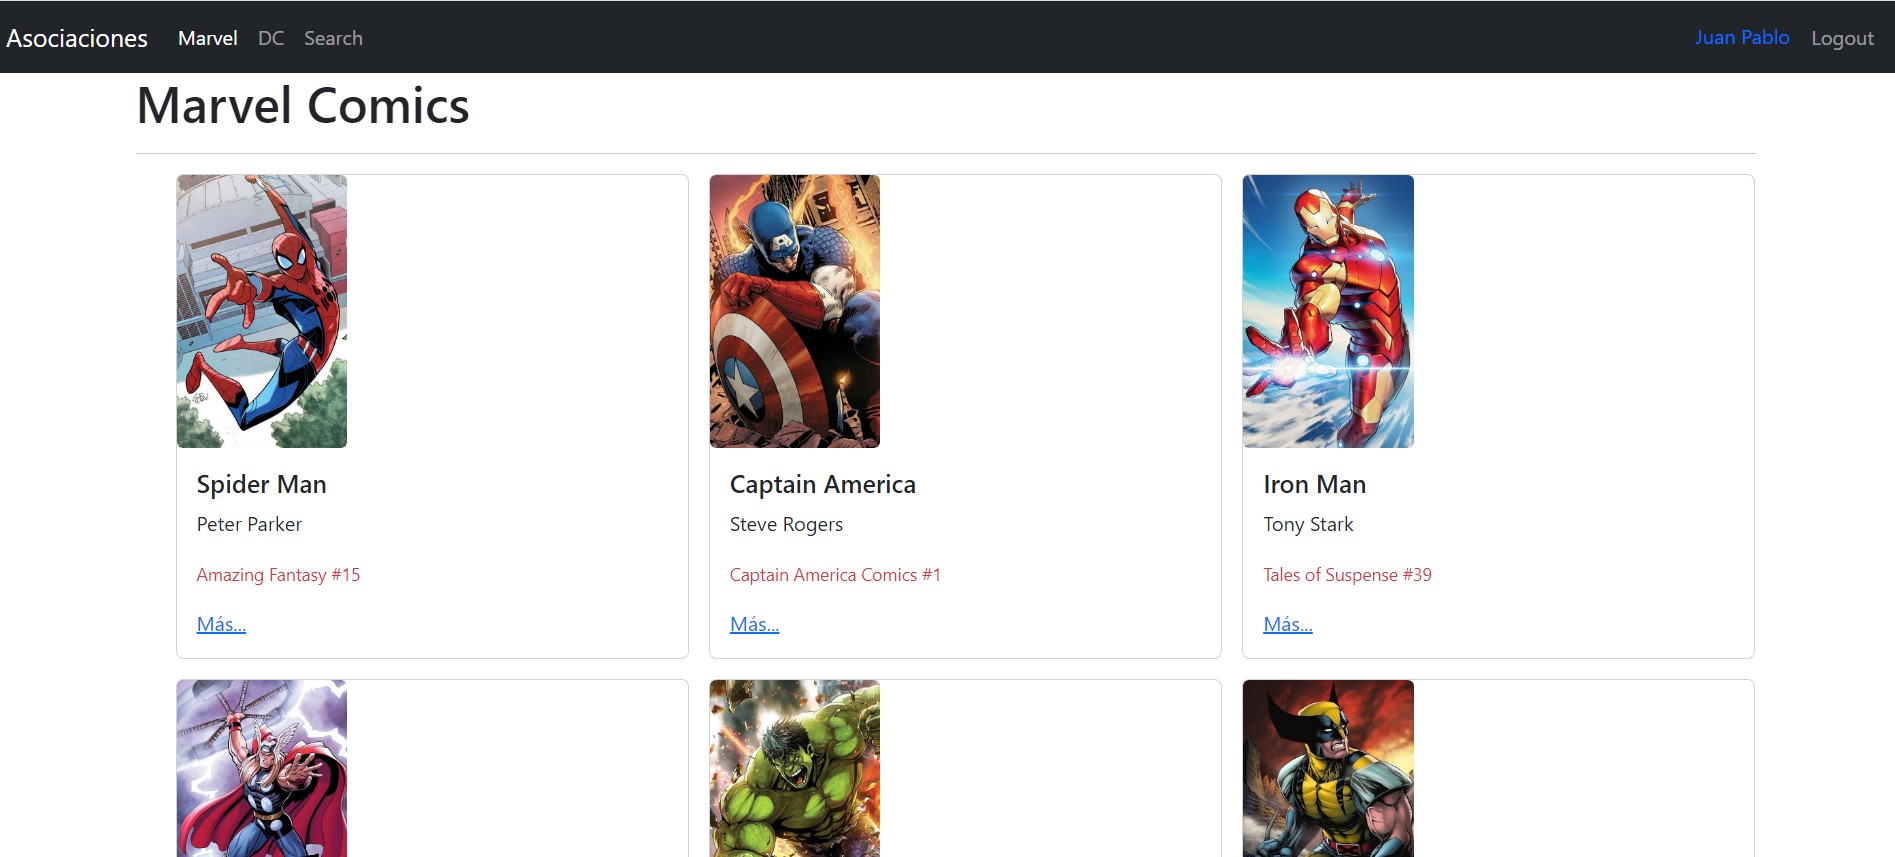 Asociaciones Marvel DC Search Juan Pablo Logout
Marvel Comics
Spider Man
Peter Parker
Amazing Fantasy #15
Más...
Captain America
Steve Rogers
Captain America Comics #1
Más...
Iron Man
Tony Stark
Tales of Suspense #39
Más...